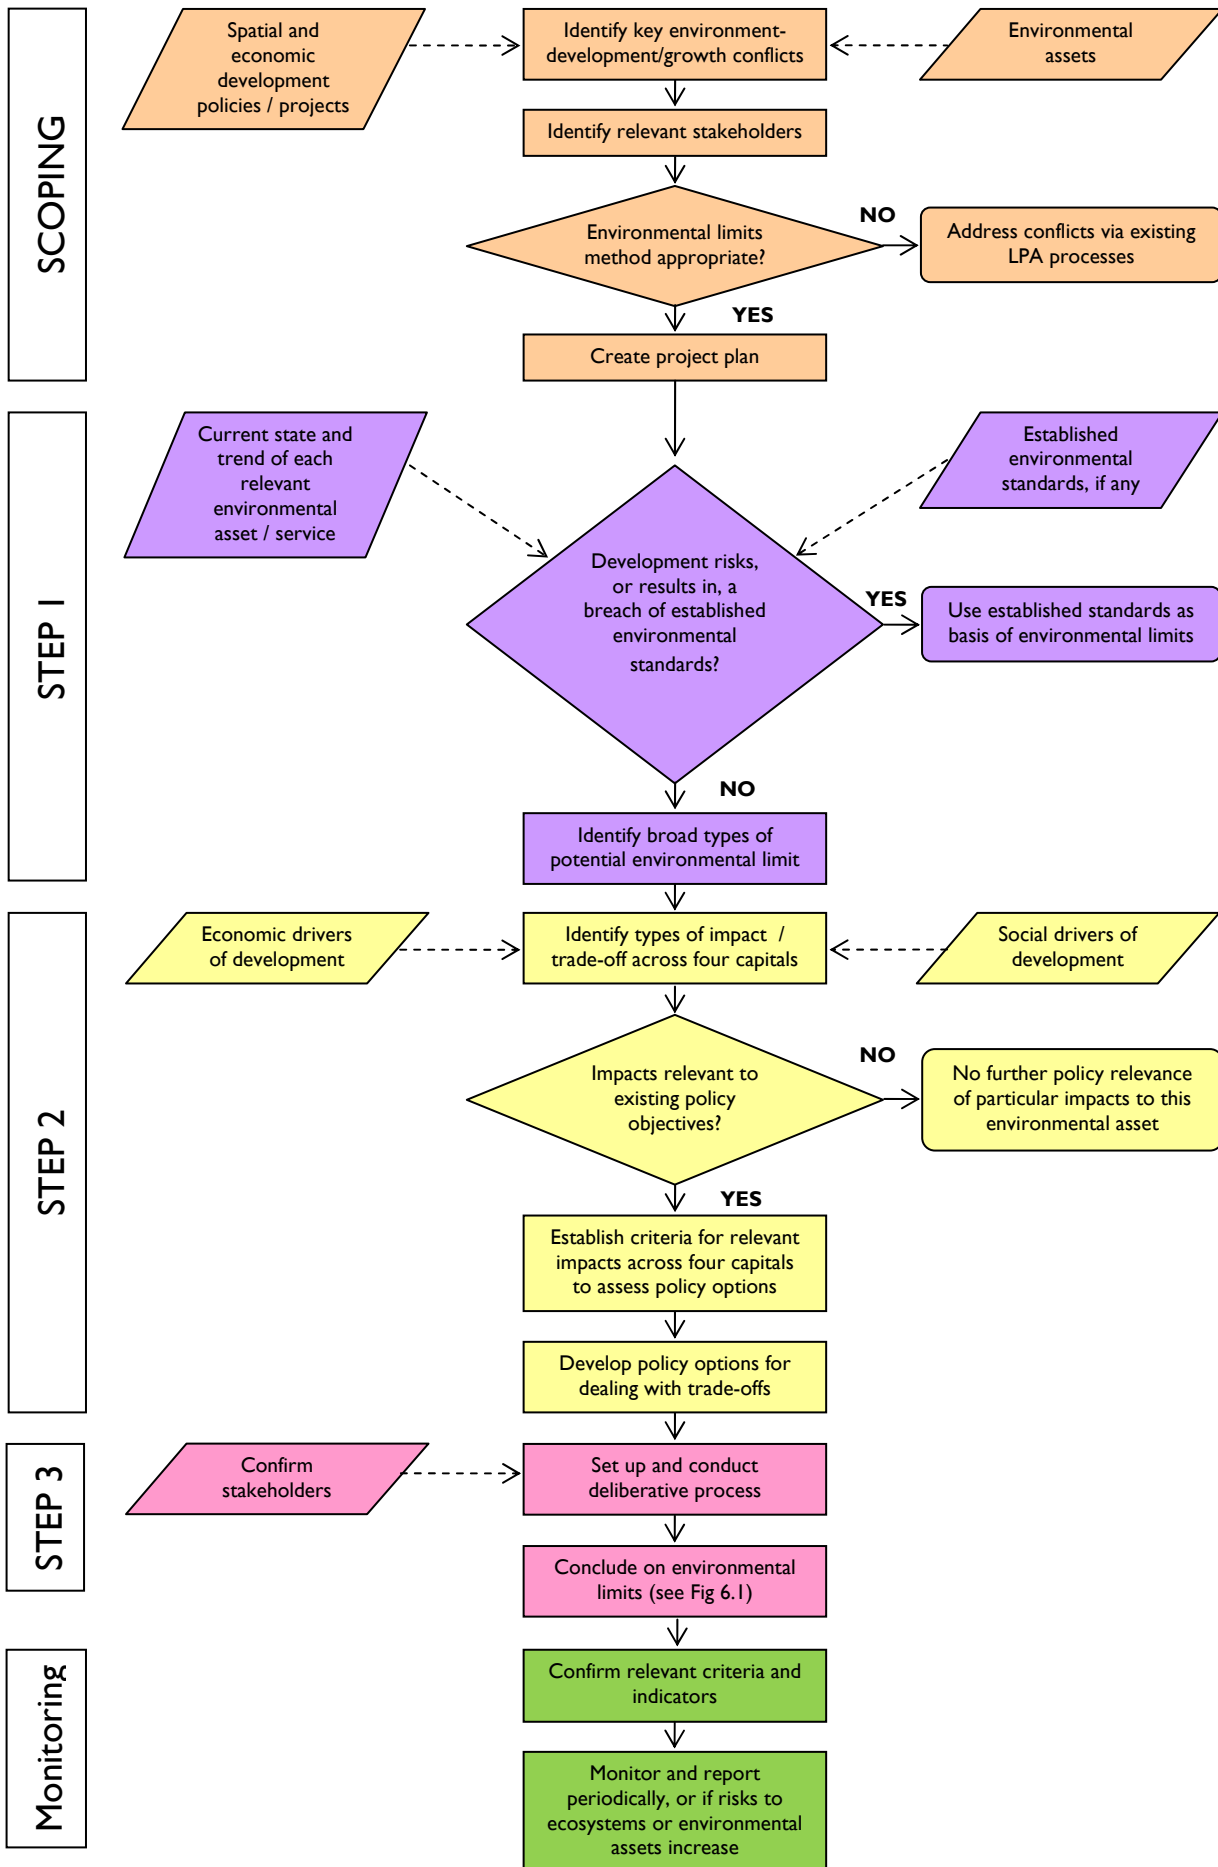 SCOPING
Spatial and
economic
development
policies / projects
Identify key environment-
development/growth conflicts
Environmental
assets
Identify relevant stakeholders
Environmental limits
method appropriate?
NO
Address conflicts via existing
LPA processes
YES
Create project plan
STEP 1
Current state and
trend of each
relevant
environmental
asset / service
Established
environmental
standards, if any
Development risks,
or results in, a
breach of established
environmental
standards?
YES
Use established standards as
basis of environmental limits
NO
Identify broad types of
potential environmental limit
STEP 2
Economic drivers
of development
Identify types of impact /
trade-off across four capitals
Social drivers of
development
Impacts relevant to
existing policy
objectives?
NO
No further policy relevance
of particular impacts to this
environmental asset
YES
Establish criteria for relevant
impacts across four capitals
to assess policy options
Develop policy options for
dealing with trade-offs
STEP 3
Confirm
stakeholders
Set up and conduct
deliberative process
Conclude on environmental
limits (see Fig 6.1)
Monitoring
Confirm relevant criteria and
indicators
Monitor and report
periodically, or if risks to
ecosystems or environmental
assets increase